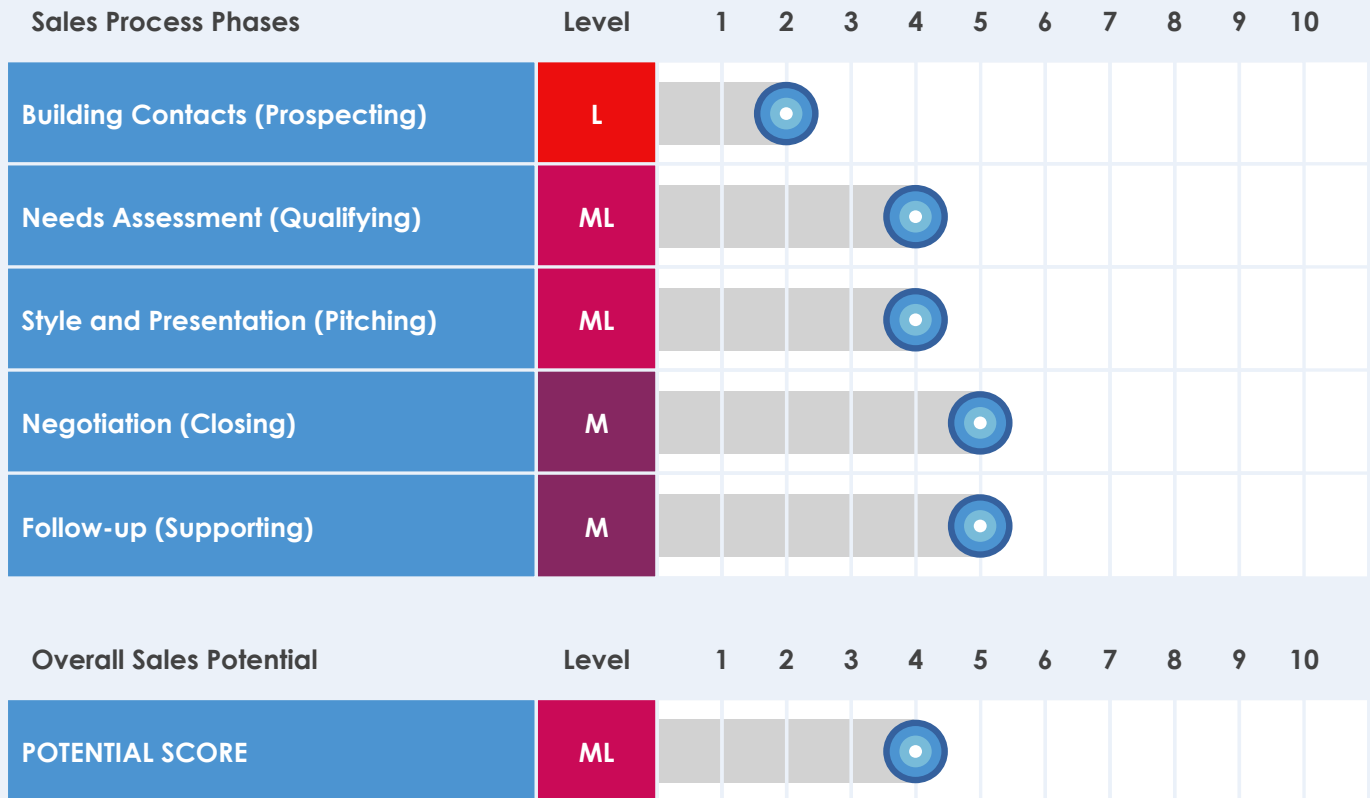 Sales Process Phases Level 1 2 3 4 5 6 7 8 9 10
Building Contacts (Prospecting) L
Needs Assessment (Qualifying) ML
Style and Presentation (Pitching) ML
Negotiation (Closing) M
Follow-up (Supporting) M
Overall Sales Potential Level 1 2 3 4 5 6 7 8 9 10
POTENTIAL SCORE ML